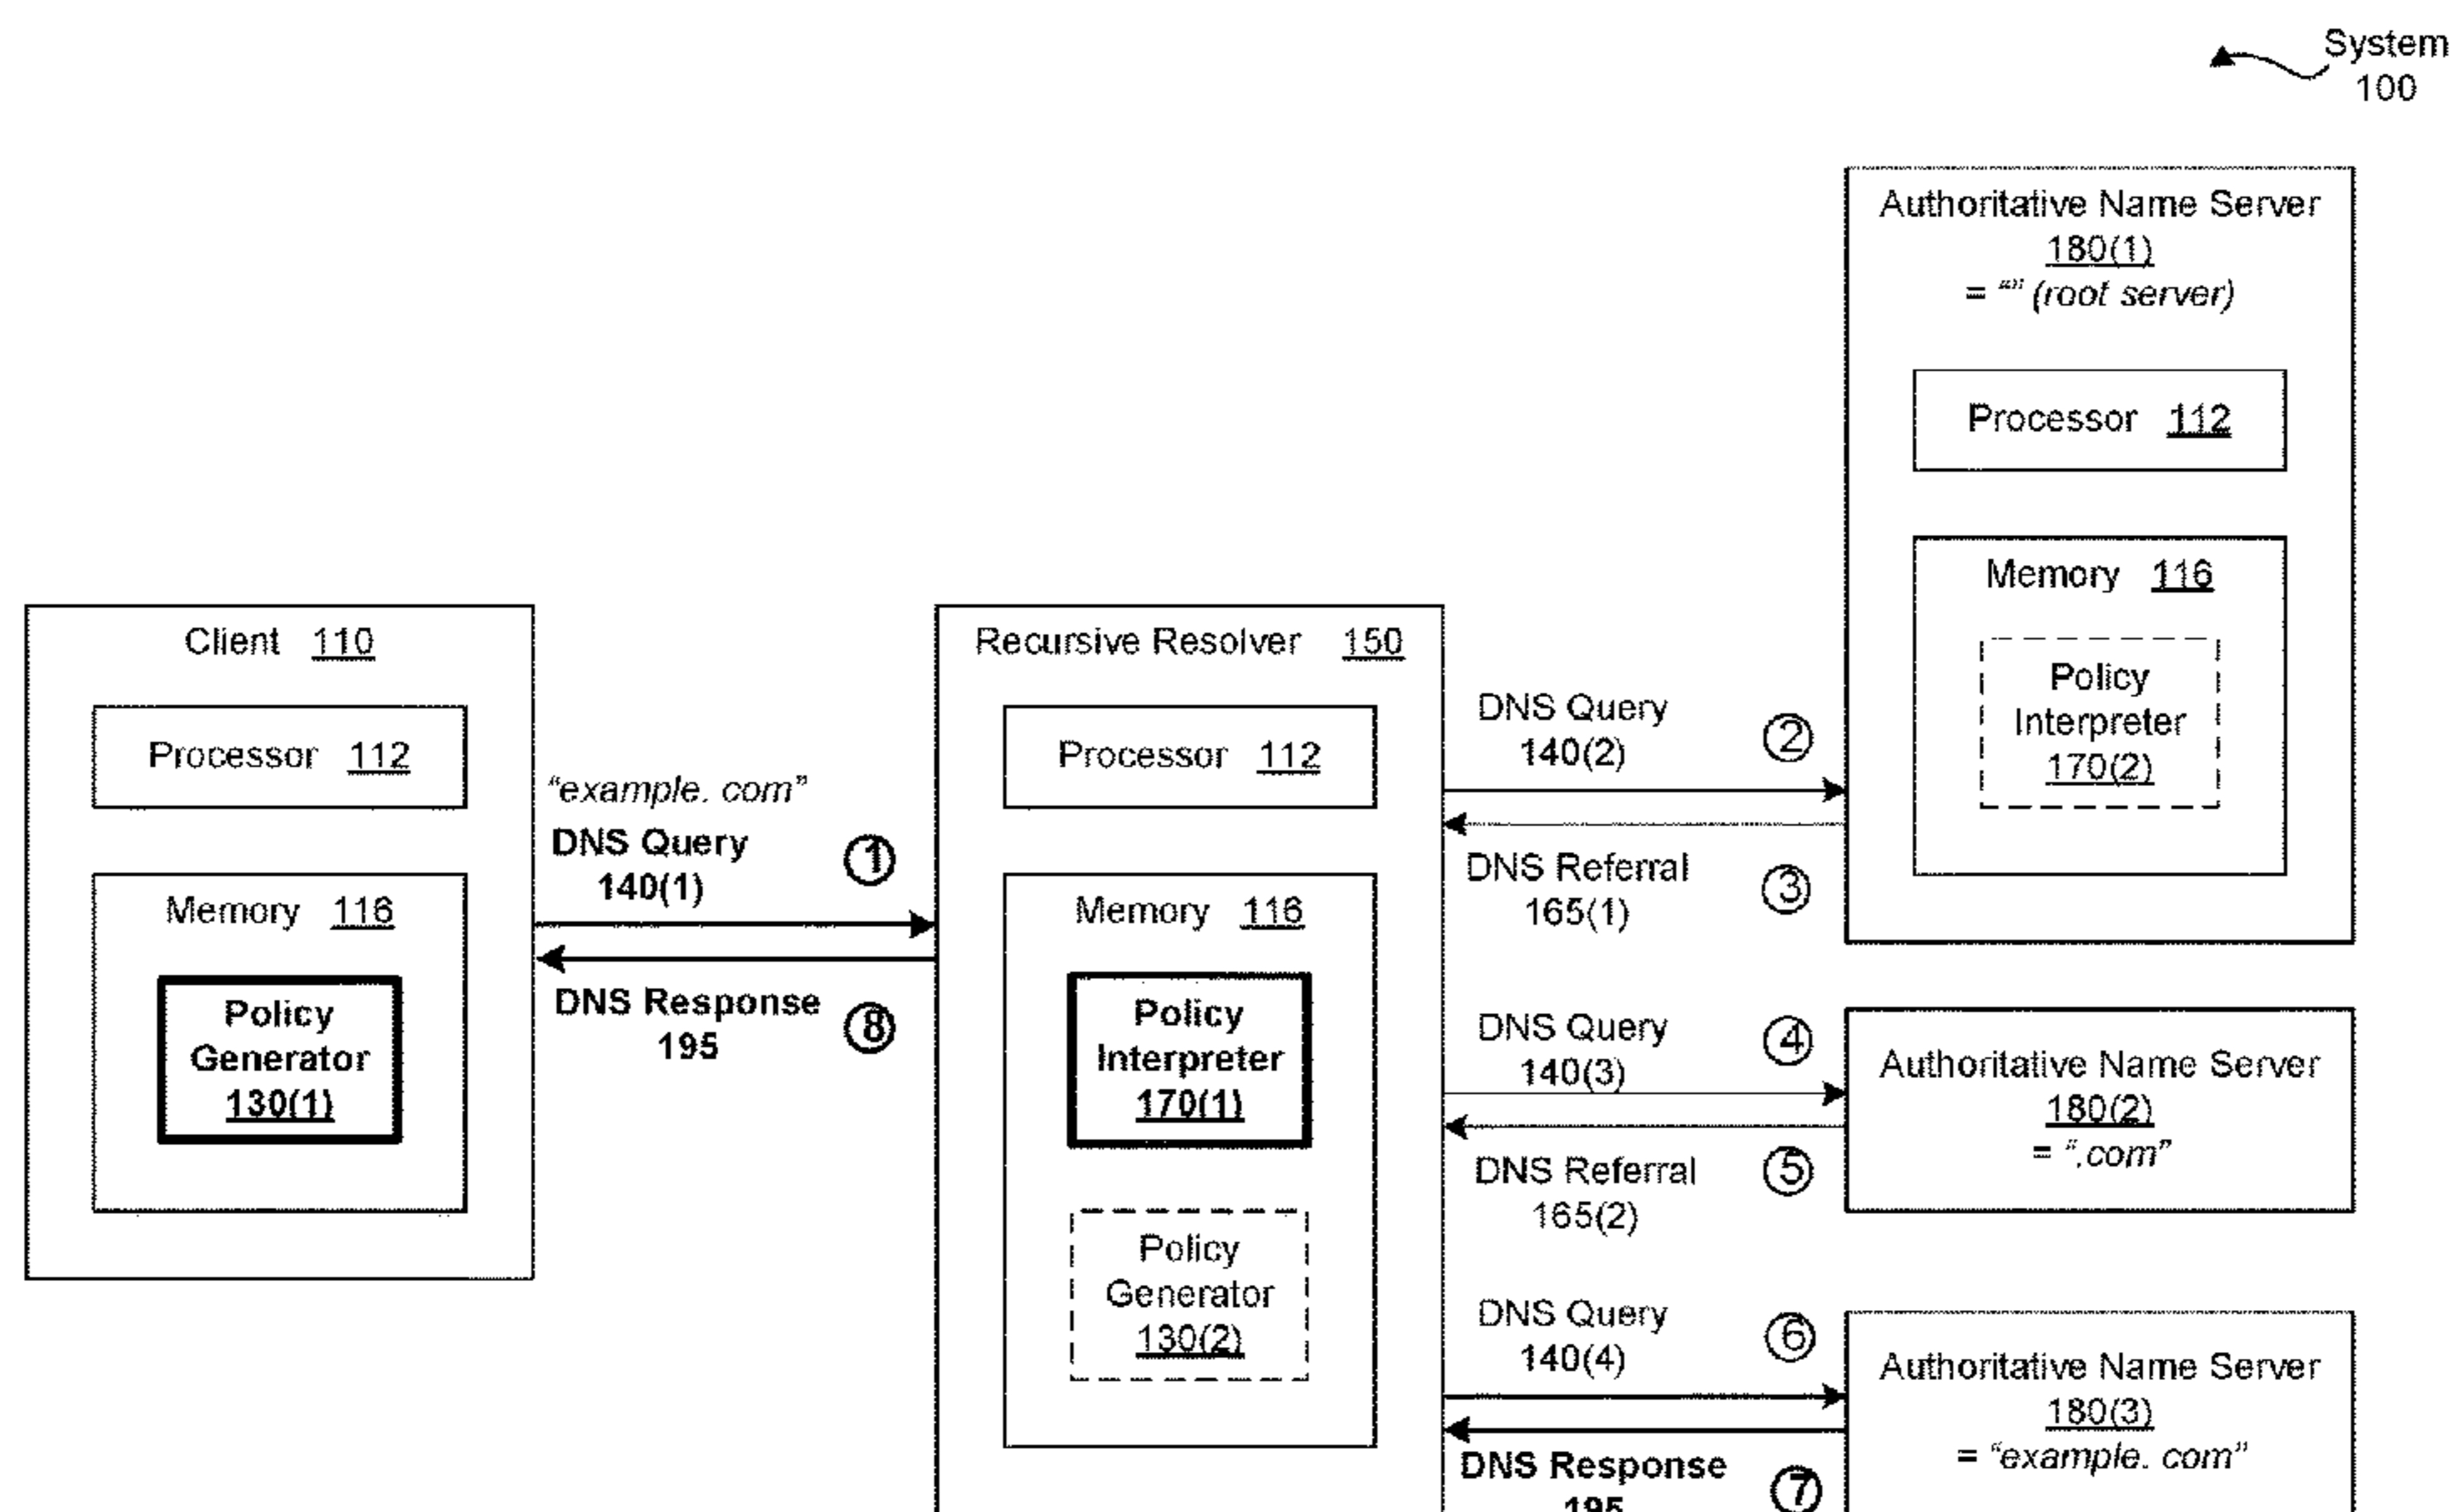 System
100
Authoritative Name Server
180(1)
= “” (root server)
Processor 112
Memory 116
Policy
Interpreter
170(2)
Client 110
Processor 112
Memory 116
Policy
Generator
130(1)
“example. com”
DNS Query
140(1)
1
DNS Response
195
8
Recursive Resolver 150
Processor 112
Memory 116
Policy
Interpreter
170(1)
Policy
Generator
130(2)
DNS Query
140(2)
2
DNS Referral
165(1)
3
DNS Query
140(3)
4
DNS Referral
165(2)
5
Authoritative Name Server
180(2)
= “.com”
DNS Query
140(4)
6
DNS Response
195
7
Authoritative Name Server
180(3)
= “example. com”